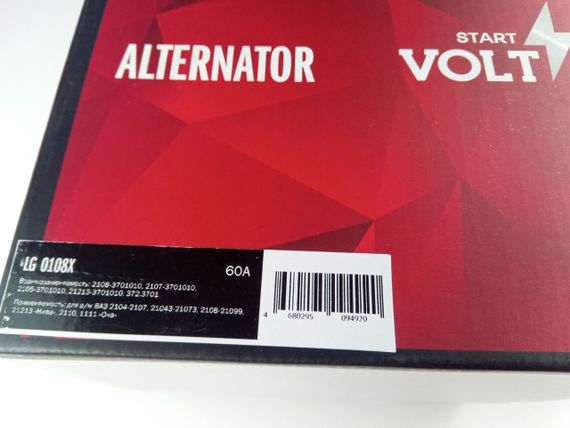 ALTERNATOR
START
VOLT
LG 0108X
60A
Взаимозаменяемость: 2108-3701010, 2107-3701010,
2105-3701010, 21213-3701010, 372.3701
Применяемость: для а/м ВАЗ 2104-2107, 21043-21073, 2108-21099,
21213 «Нива», 2110, 1111 «Ока»
4 680295 094920